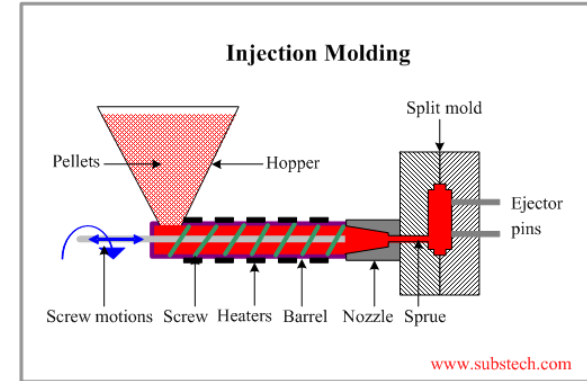 Injection Molding
Split mold
Pellets
Hopper
Ejector
pins
Screw motions
Screw
Heaters
Barrel
Nozzle
Sprue
www.substech.com